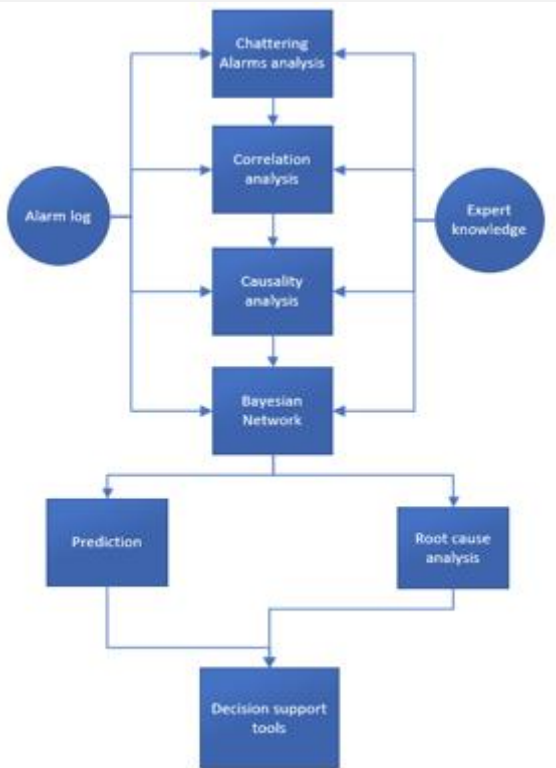 Chattering
Alarms analysis
Correlation
analysis
Alarm log
Expert
knowledge
Causality
analysis
Bayesian
Network
Prediction
Root cause
analysis
Decision support
tools